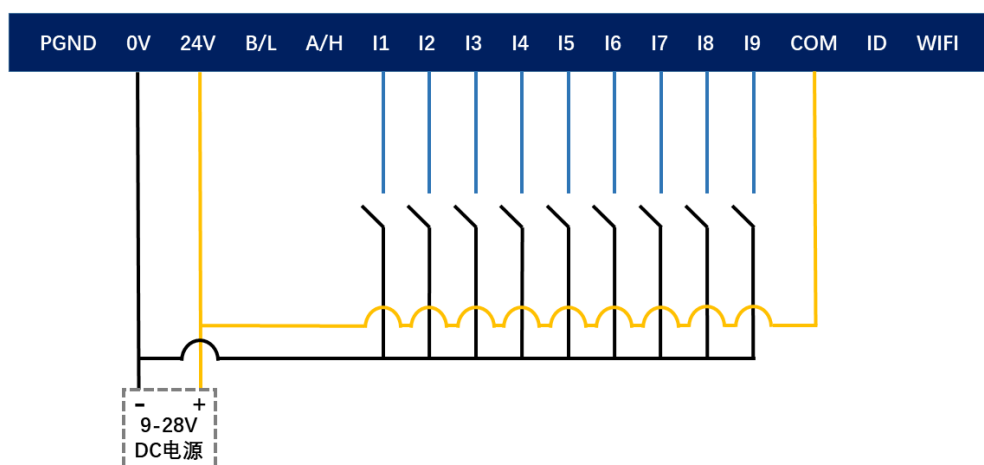 PGND 0V 24V B/L A/H I1 I2 I3 I4 I5 I6 I7 I8 I9 COM ID WIFI
- +
9-28V
DC电源